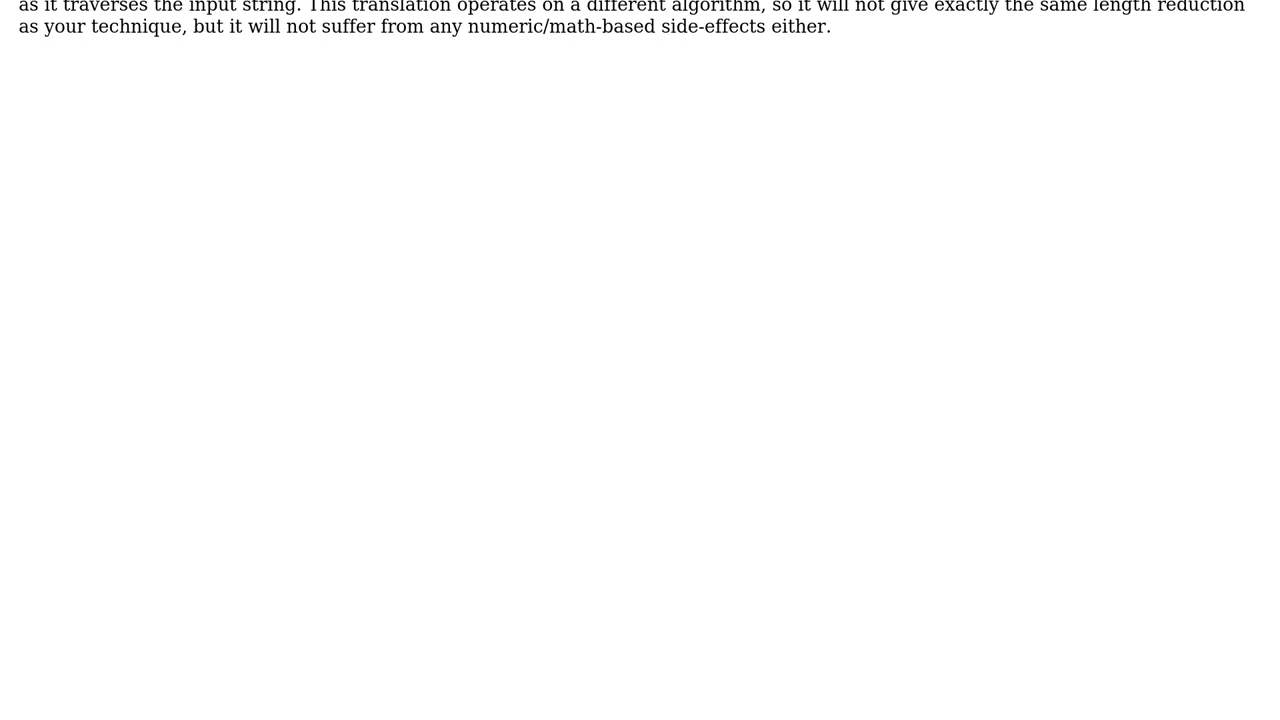 as it traverses the input string. This translation operates on a different algorithm, so it will not give exactly the same length reduction
as your technique, but it will not suffer from any numeric/math-based side-effects either.